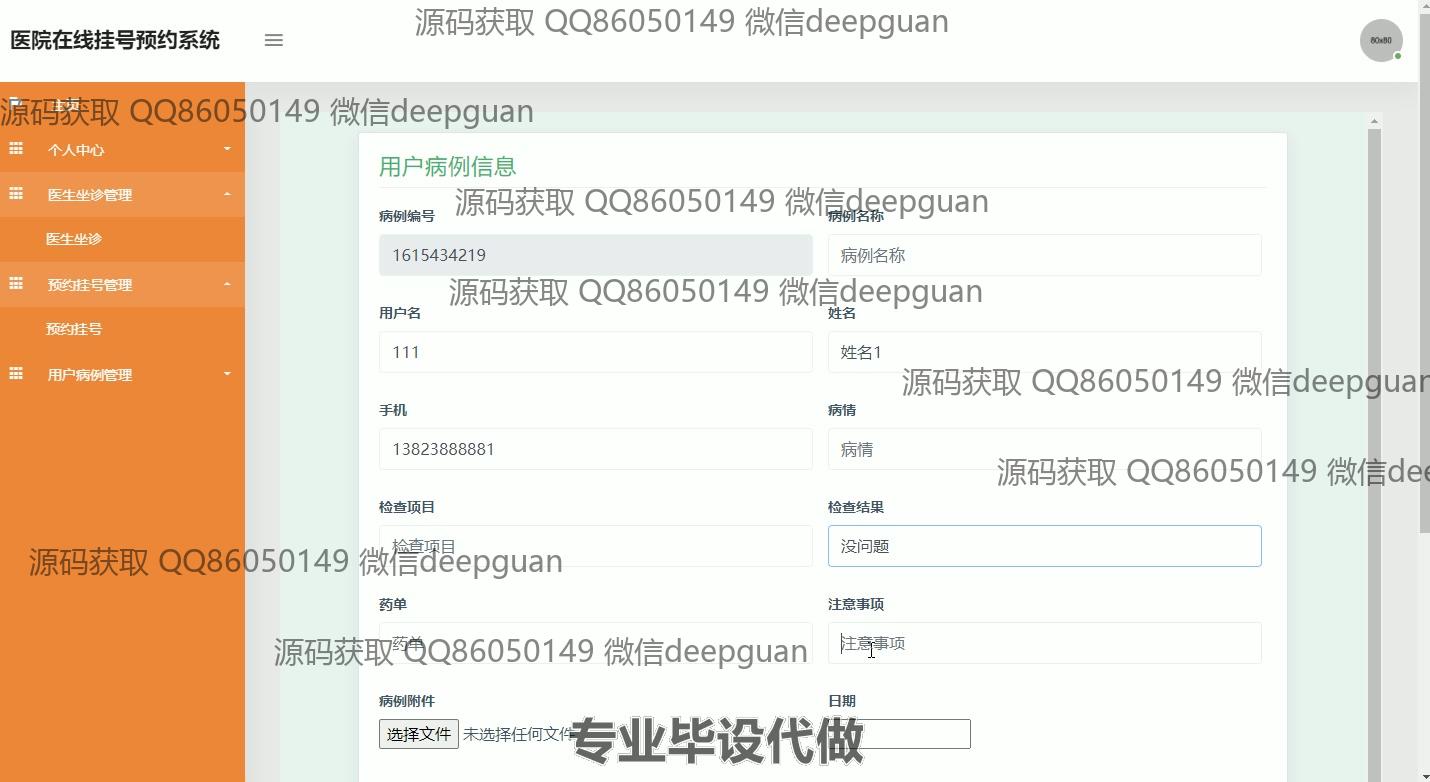 源码获取 QQ86050149 微信deepguan
医院在线挂号预约系统
80x80
主页
源码获取 QQ86050149 微信deepguan
个人中心
医生坐诊管理
医生坐诊
预约挂号管理
预约挂号
用户病例管理
用户病例信息
源码获取 QQ86050149 微信deepguan
病例编号 病例名称
1615434219 病例名称
源码获取 QQ86050149 微信deepguan
用户名 姓名
111 姓名1
源码获取 QQ86050149 微信deepguan
手机 病情
13823888881 病情
源码获取 QQ86050149 微信dee
检查项目 检查结果
检查项目 没问题
源码获取 QQ86050149 微信deepguan
药单 注意事项
药单 注意事项
源码获取 QQ86050149 微信deepguan
病例附件 日期
选择文件 未选择任何文件
专业毕设代做